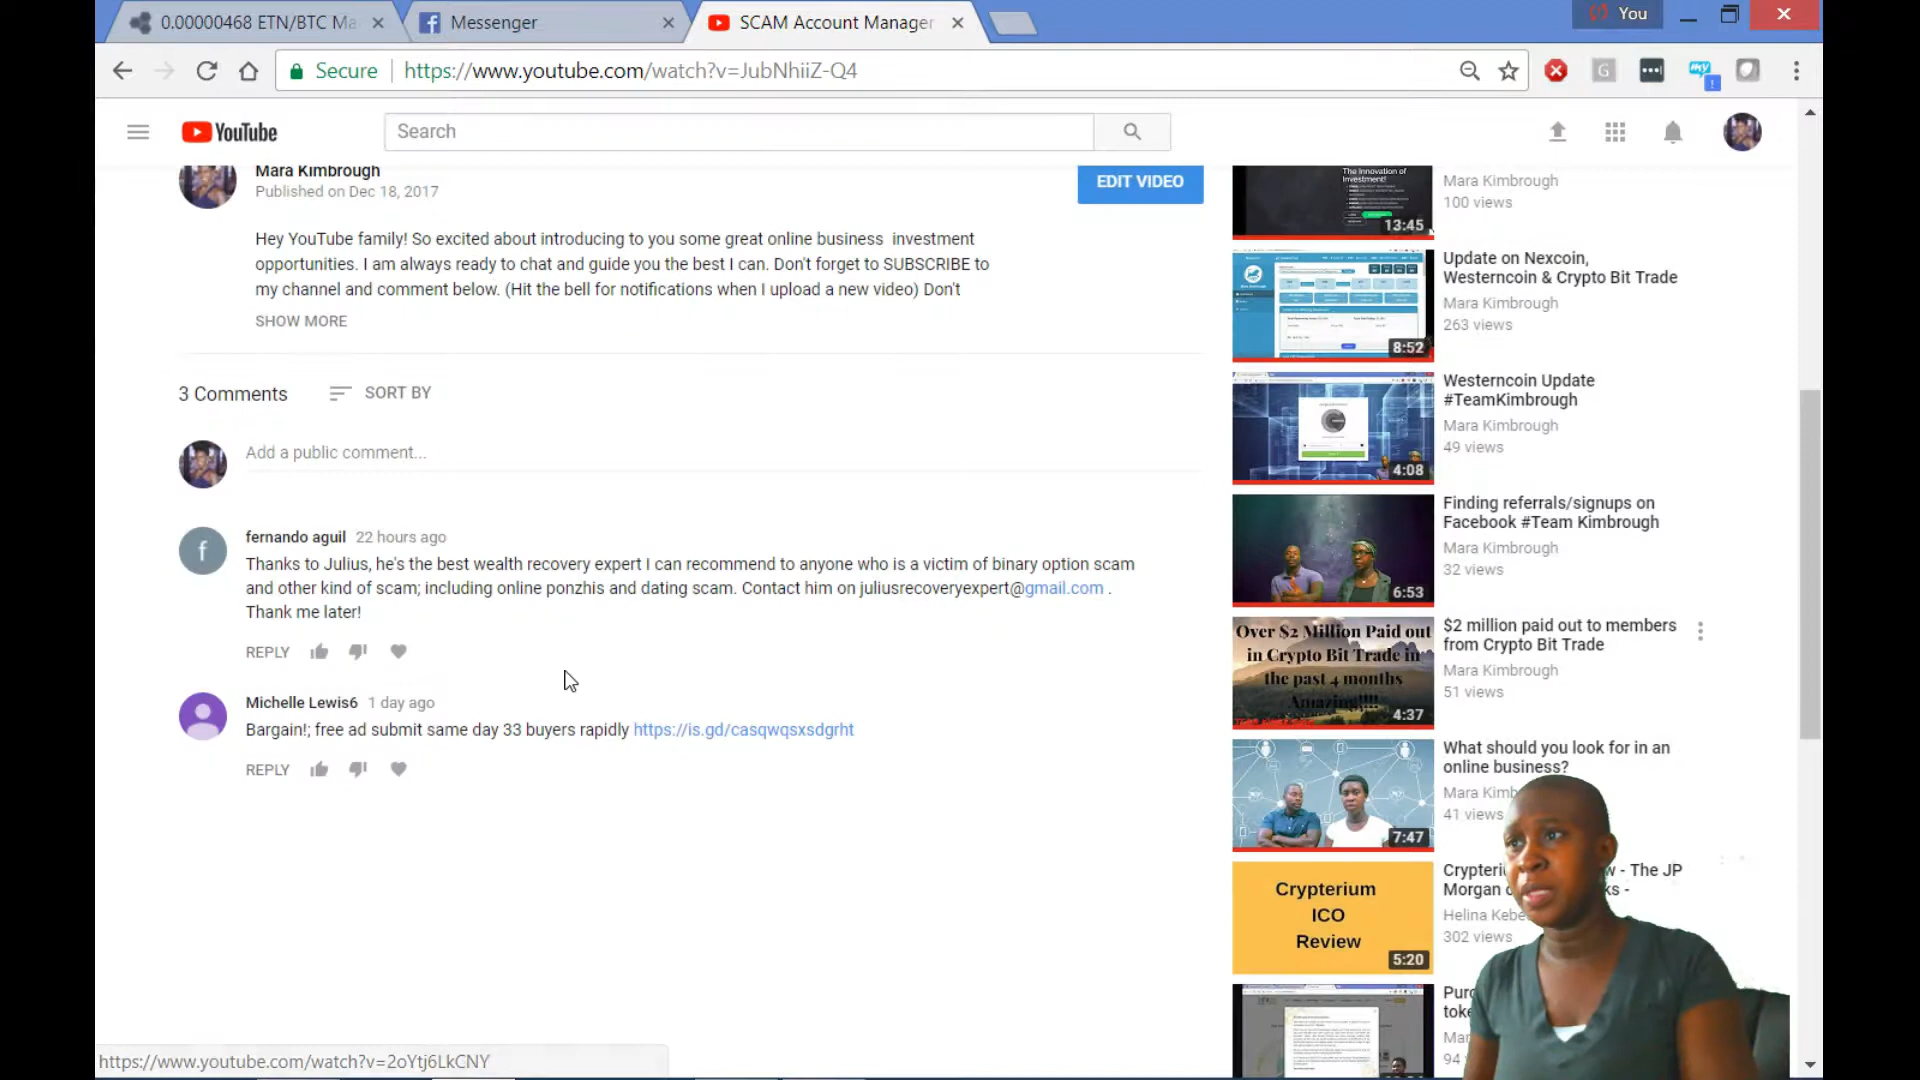 0.00000468 ETN/BTC Ma
Messenger
SCAM Account Manager
You
Secure
https://www.youtube.com/watch?v=JubNhiiZ-Q4
YouTube
Search
Mara Kimbrough
Published on Dec 18, 2017
EDIT VIDEO
Hey YouTube family! So excited about introducing to you some great online business investment
opportunities. I am always ready to chat and guide you the best I can. Don't forget to SUBSCRIBE to
my channel and comment below. (Hit the bell for notifications when I upload a new video) Don't
SHOW MORE
3 Comments
SORT BY
Add a public comment...
fernando aguil 22 hours ago
Thanks to Julius, he's the best wealth recovery expert I can recommend to anyone who is a victim of binary option scam
and other kind of scam; including online ponzhis and dating scam. Contact him on juliusrecoveryexpert@gmail.com .
Thank me later!
REPLY
Michelle Lewis6 1 day ago
Bargain!; free ad submit same day 33 buyers rapidly https://is.gd/casqwqsxsdgrht
REPLY
The Innovation of
Investment!
13:45
Mara Kimbrough
100 views
8:52
Update on Nexcoin,
Westerncoin & Crypto Bit Trade
Mara Kimbrough
263 views
4:08
Westerncoin Update
#TeamKimbrough
Mara Kimbrough
49 views
6:53
Finding referrals/signups on
Facebook #Team Kimbrough
Mara Kimbrough
32 views
Over $2 Million Paid out
in Crypto Bit Trade in
the past 4 months
Amazing!!!!
4:37
$2 million paid out to members
from Crypto Bit Trade
Mara Kimbrough
51 views
7:47
What should you look for in an
online business?
Mara Kimb
41 views
Crypterium
ICO
Review
5:20
Crypteri w - The JP
Morgan o ks -
Helina Kebe
302 views
Purc
toke
Mar
94
https://www.youtube.com/watch?v=2oYtj6LkCNY